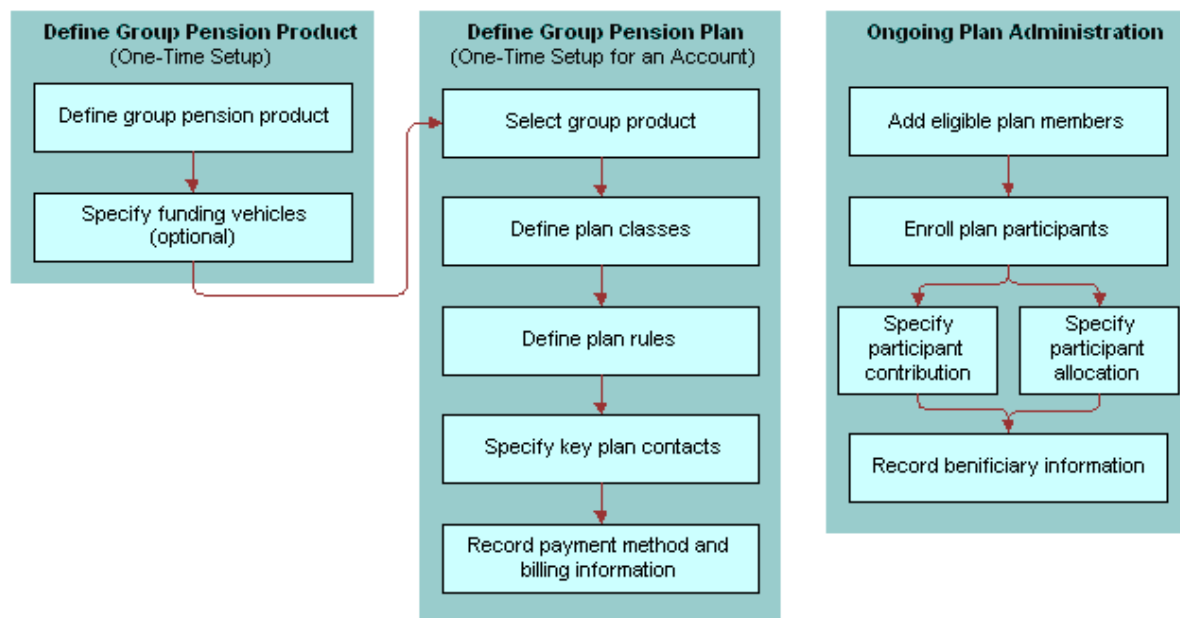 Define Group Pension Product
(One-Time Setup)
Define group pension product
Specify funding vehicles
(optional)
Define Group Pension Plan
(One-Time Setup for an Account)
Select group product
Define plan classes
Define plan rules
Specify key plan contacts
Record payment method and
billing information
Ongoing Plan Administration
Add eligible plan members
Enroll plan participants
Specify
participant
contribution
Specify
participant
allocation
Record benificiary information